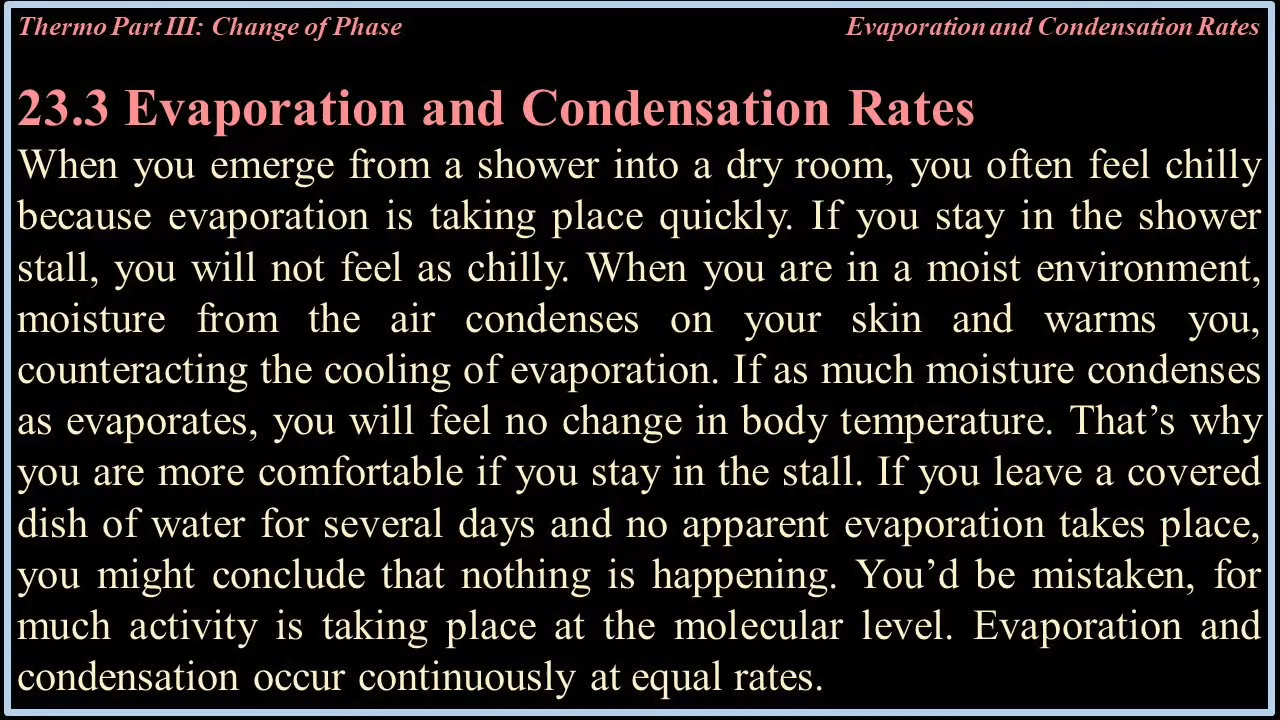 Thermo Part III: Change of Phase
Evaporation and Condensation Rates
23.3 Evaporation and Condensation Rates
When you emerge from a shower into a dry room, you often feel chilly
because evaporation is taking place quickly. If you stay in the shower
stall, you will not feel as chilly. When you are in a moist environment,
moisture from the air condenses on your skin and warms you,
counteracting the cooling of evaporation. If as much moisture condenses
as evaporates, you will feel no change in body temperature. That’s why
you are more comfortable if you stay in the stall. If you leave a covered
dish of water for several days and no apparent evaporation takes place,
you might conclude that nothing is happening. You’d be mistaken, for
much activity is taking place at the molecular level. Evaporation and
condensation occur continuously at equal rates.